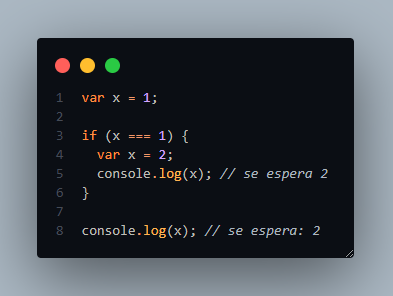 1 var x = 1;
2
3 if (x === 1) {
4   var x = 2;
5   console.log(x); // se espera 2
6 }
7
8 console.log(x); // se espera: 2